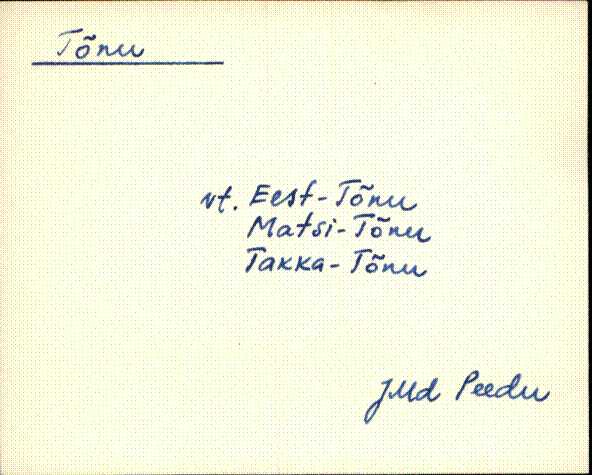 Tõnu
vt. Eest-Tõnu
Matsi-Tõnu
Takka-Tõnu
JMd Peedu